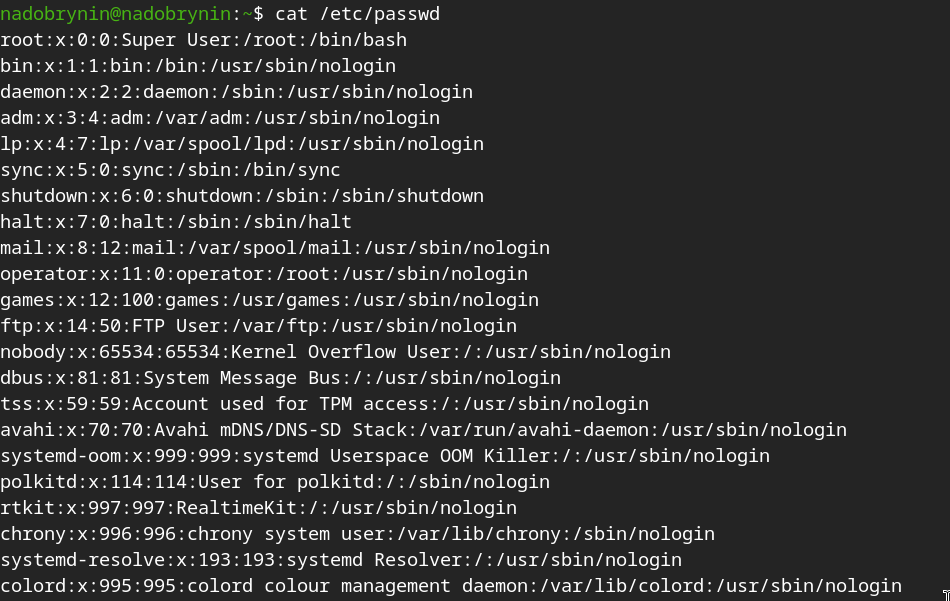 nadobrynin@nadobrynin:~$ cat /etc/passwd
root:x:0:0:Super User:/root:/bin/bash
bin:x:1:1:bin:/bin:/usr/sbin/nologin
daemon:x:2:2:daemon:/sbin:/usr/sbin/nologin
adm:x:3:4:adm:/var/adm:/usr/sbin/nologin
lp:x:4:7:lp:/var/spool/lpd:/usr/sbin/nologin
sync:x:5:0:sync:/sbin:/bin/sync
shutdown:x:6:0:shutdown:/sbin:/sbin/shutdown
halt:x:7:0:halt:/sbin:/sbin/halt
mail:x:8:12:mail:/var/spool/mail:/usr/sbin/nologin
operator:x:11:0:operator:/root:/usr/sbin/nologin
games:x:12:100:games:/usr/games:/usr/sbin/nologin
ftp:x:14:50:FTP User:/var/ftp:/usr/sbin/nologin
nobody:x:65534:65534:Kernel Overflow User:/:/usr/sbin/nologin
dbus:x:81:81:System Message Bus:/:/usr/sbin/nologin
tss:x:59:59:Account used for TPM access:/:/usr/sbin/nologin
avahi:x:70:70:Avahi mDNS/DNS-SD Stack:/var/run/avahi-daemon:/usr/sbin/nologin
systemd-oom:x:999:999:systemd Userspace OOM Killer:/:/usr/sbin/nologin
polkitd:x:114:114:User for polkitd:/:/sbin/nologin
rtkit:x:997:997:RealtimeKit:/:/usr/sbin/nologin
chrony:x:996:996:chrony system user:/var/lib/chrony:/sbin/nologin
systemd-resolve:x:193:193:systemd Resolver:/:/usr/sbin/nologin
colord:x:995:995:colord colour management daemon:/var/lib/colord:/usr/sbin/nologin